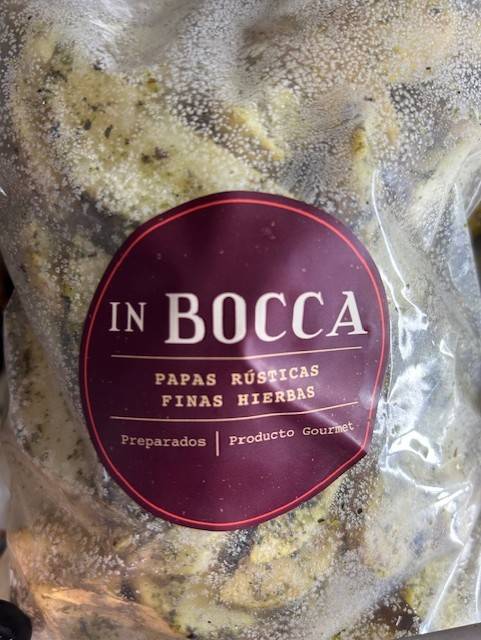 IN BOCCA
PAPAS RÚSTICAS
FINAS HIERBAS
Preparados | Producto Gourmet